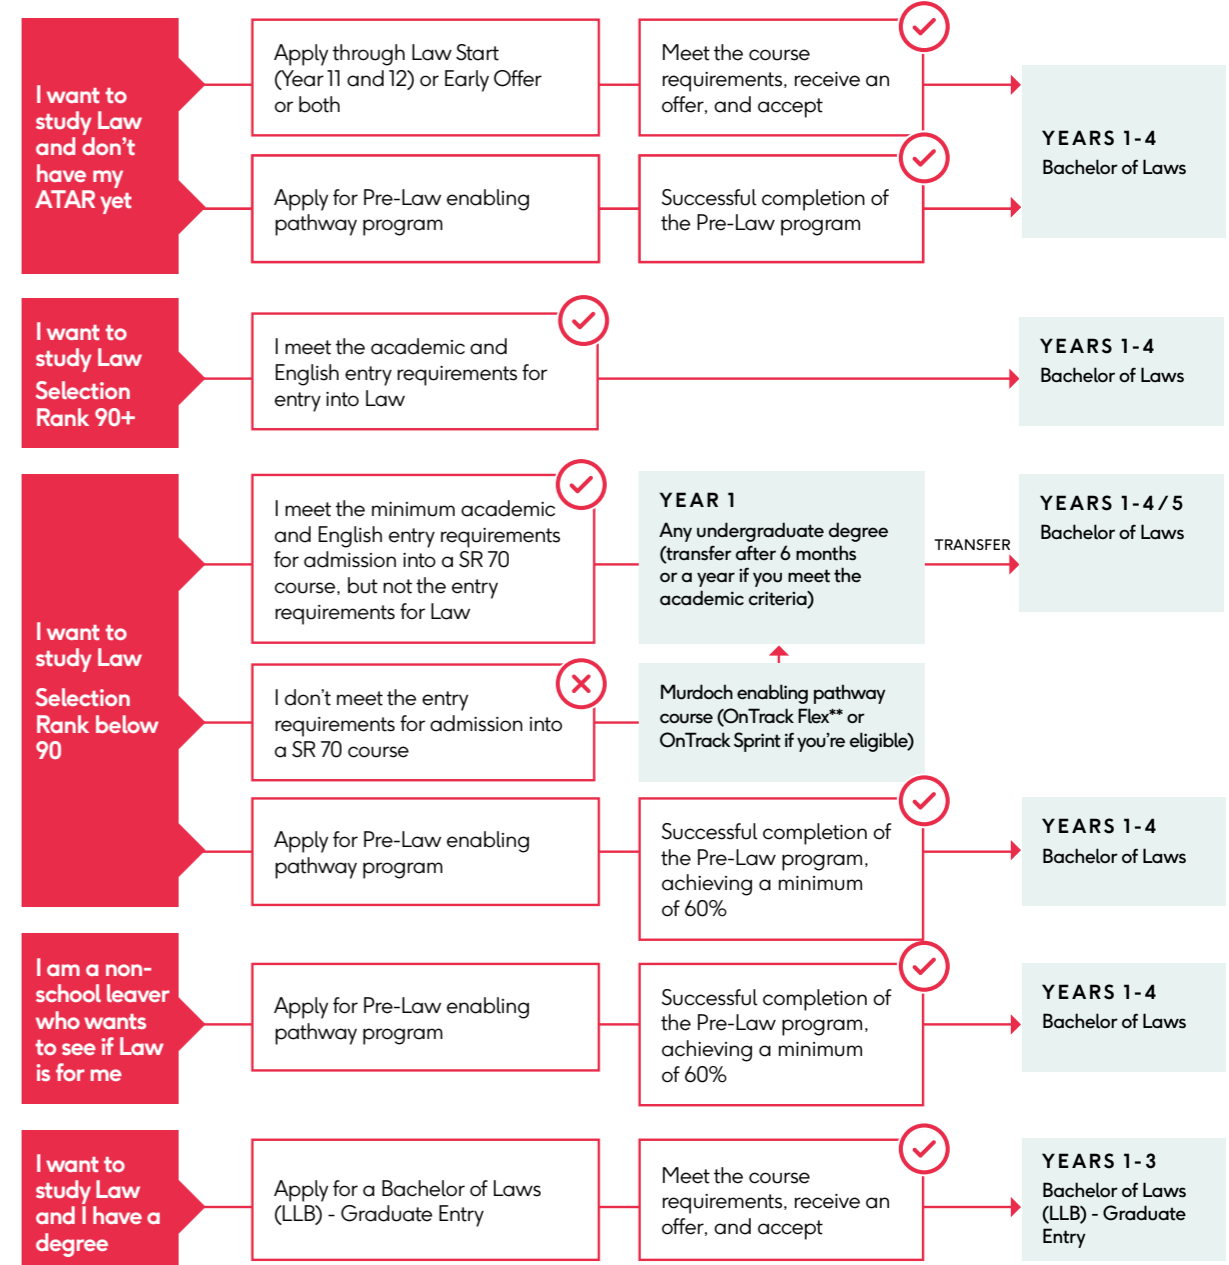 I want to
study Law
and don't
have my
ATAR yet
Apply through Law Start
(Year 11 and 12) or Early Offer
or both
Meet the course
requirements, receive an
offer, and accept
Apply for Pre-Law enabling
pathway program
Successful completion of
the Pre-Law program
YEARS 1-4
Bachelor of Laws
I want to
study Law
Selection
Rank 90+
I meet the academic and
English entry requirements for
entry into Law
YEARS 1-4
Bachelor of Laws
I want to
study Law
Selection
Rank below
90
I meet the minimum academic
and English entry requirements
for admission into a SR 70
course, but not the entry
requirements for Law
YEAR 1
Any undergraduate degree
(transfer after 6 months
or a year if you meet the
academic criteria)
TRANSFER
YEARS 1-4/5
Bachelor of Laws
I don't meet the entry
requirements for admission into
a SR 70 course
Murdoch enabling pathway
course (OnTrack Flex** or
OnTrack Sprint if you're eligible)
Apply for Pre-Law enabling
pathway program
Successful completion of
the Pre-Law program,
achieving a minimum
of 60%
YEARS 1-4
Bachelor of Laws
I am a non-
school leaver
who wants
to see if Law
is for me
Apply for Pre-Law enabling
pathway program
Successful completion of
the Pre-Law program,
achieving a minimum
of 60%
YEARS 1-4
Bachelor of Laws
I want to
study Law
and I have a
degree
Apply for a Bachelor of Laws
(LLB) - Graduate Entry
Meet the course
requirements, receive an
offer, and accept
YEARS 1-3
Bachelor of Laws
(LLB) - Graduate
Entry